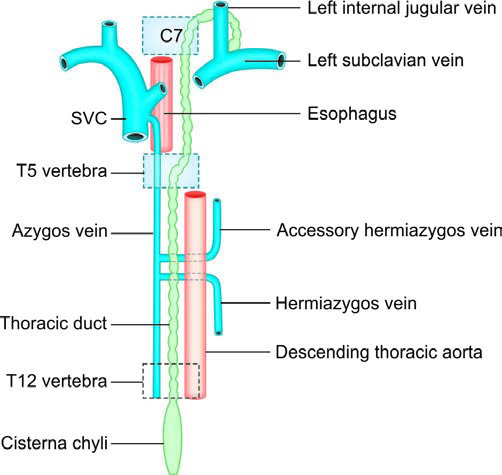 Left internal jugular vein
C7
Left subclavian vein
SVC
Esophagus
T5 vertebra
Azygos vein
Accessory hermiazygos vein
Hermiazygos vein
Thoracic duct
Descending thoracic aorta
T12 vertebra
Cisterna chyli